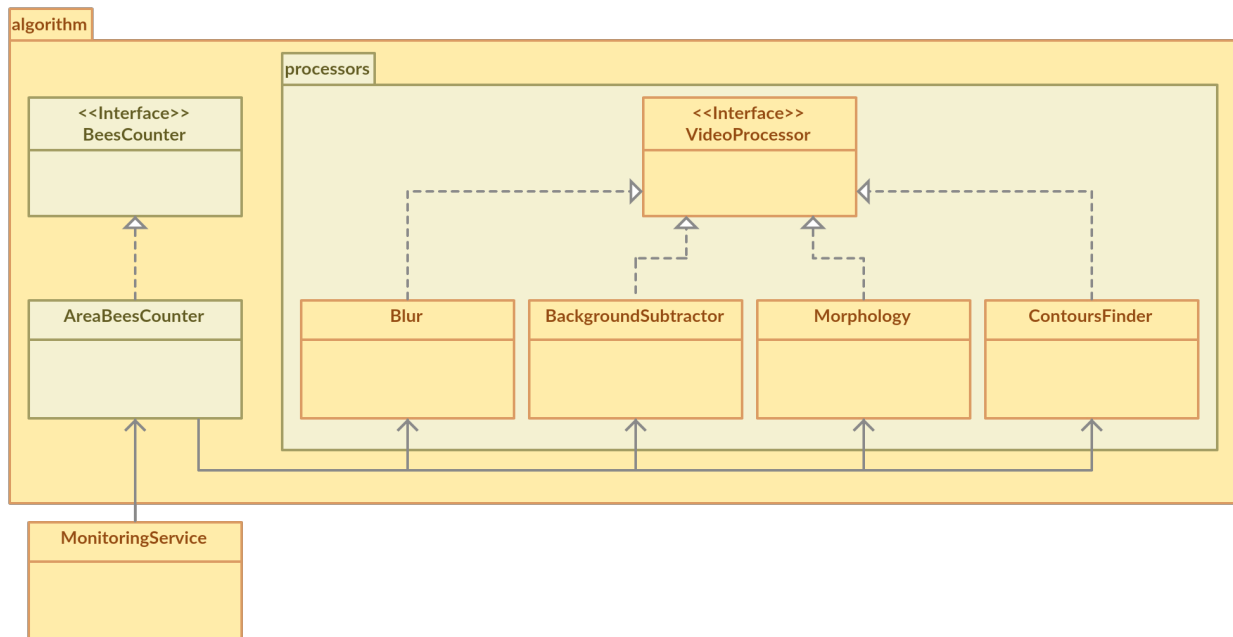 algorithm
processors
<<Interface>>
BeesCounter
<<Interface>>
VideoProcessor
AreaBeesCounter
Blur
BackgroundSubtractor
Morphology
ContoursFinder
MonitoringService